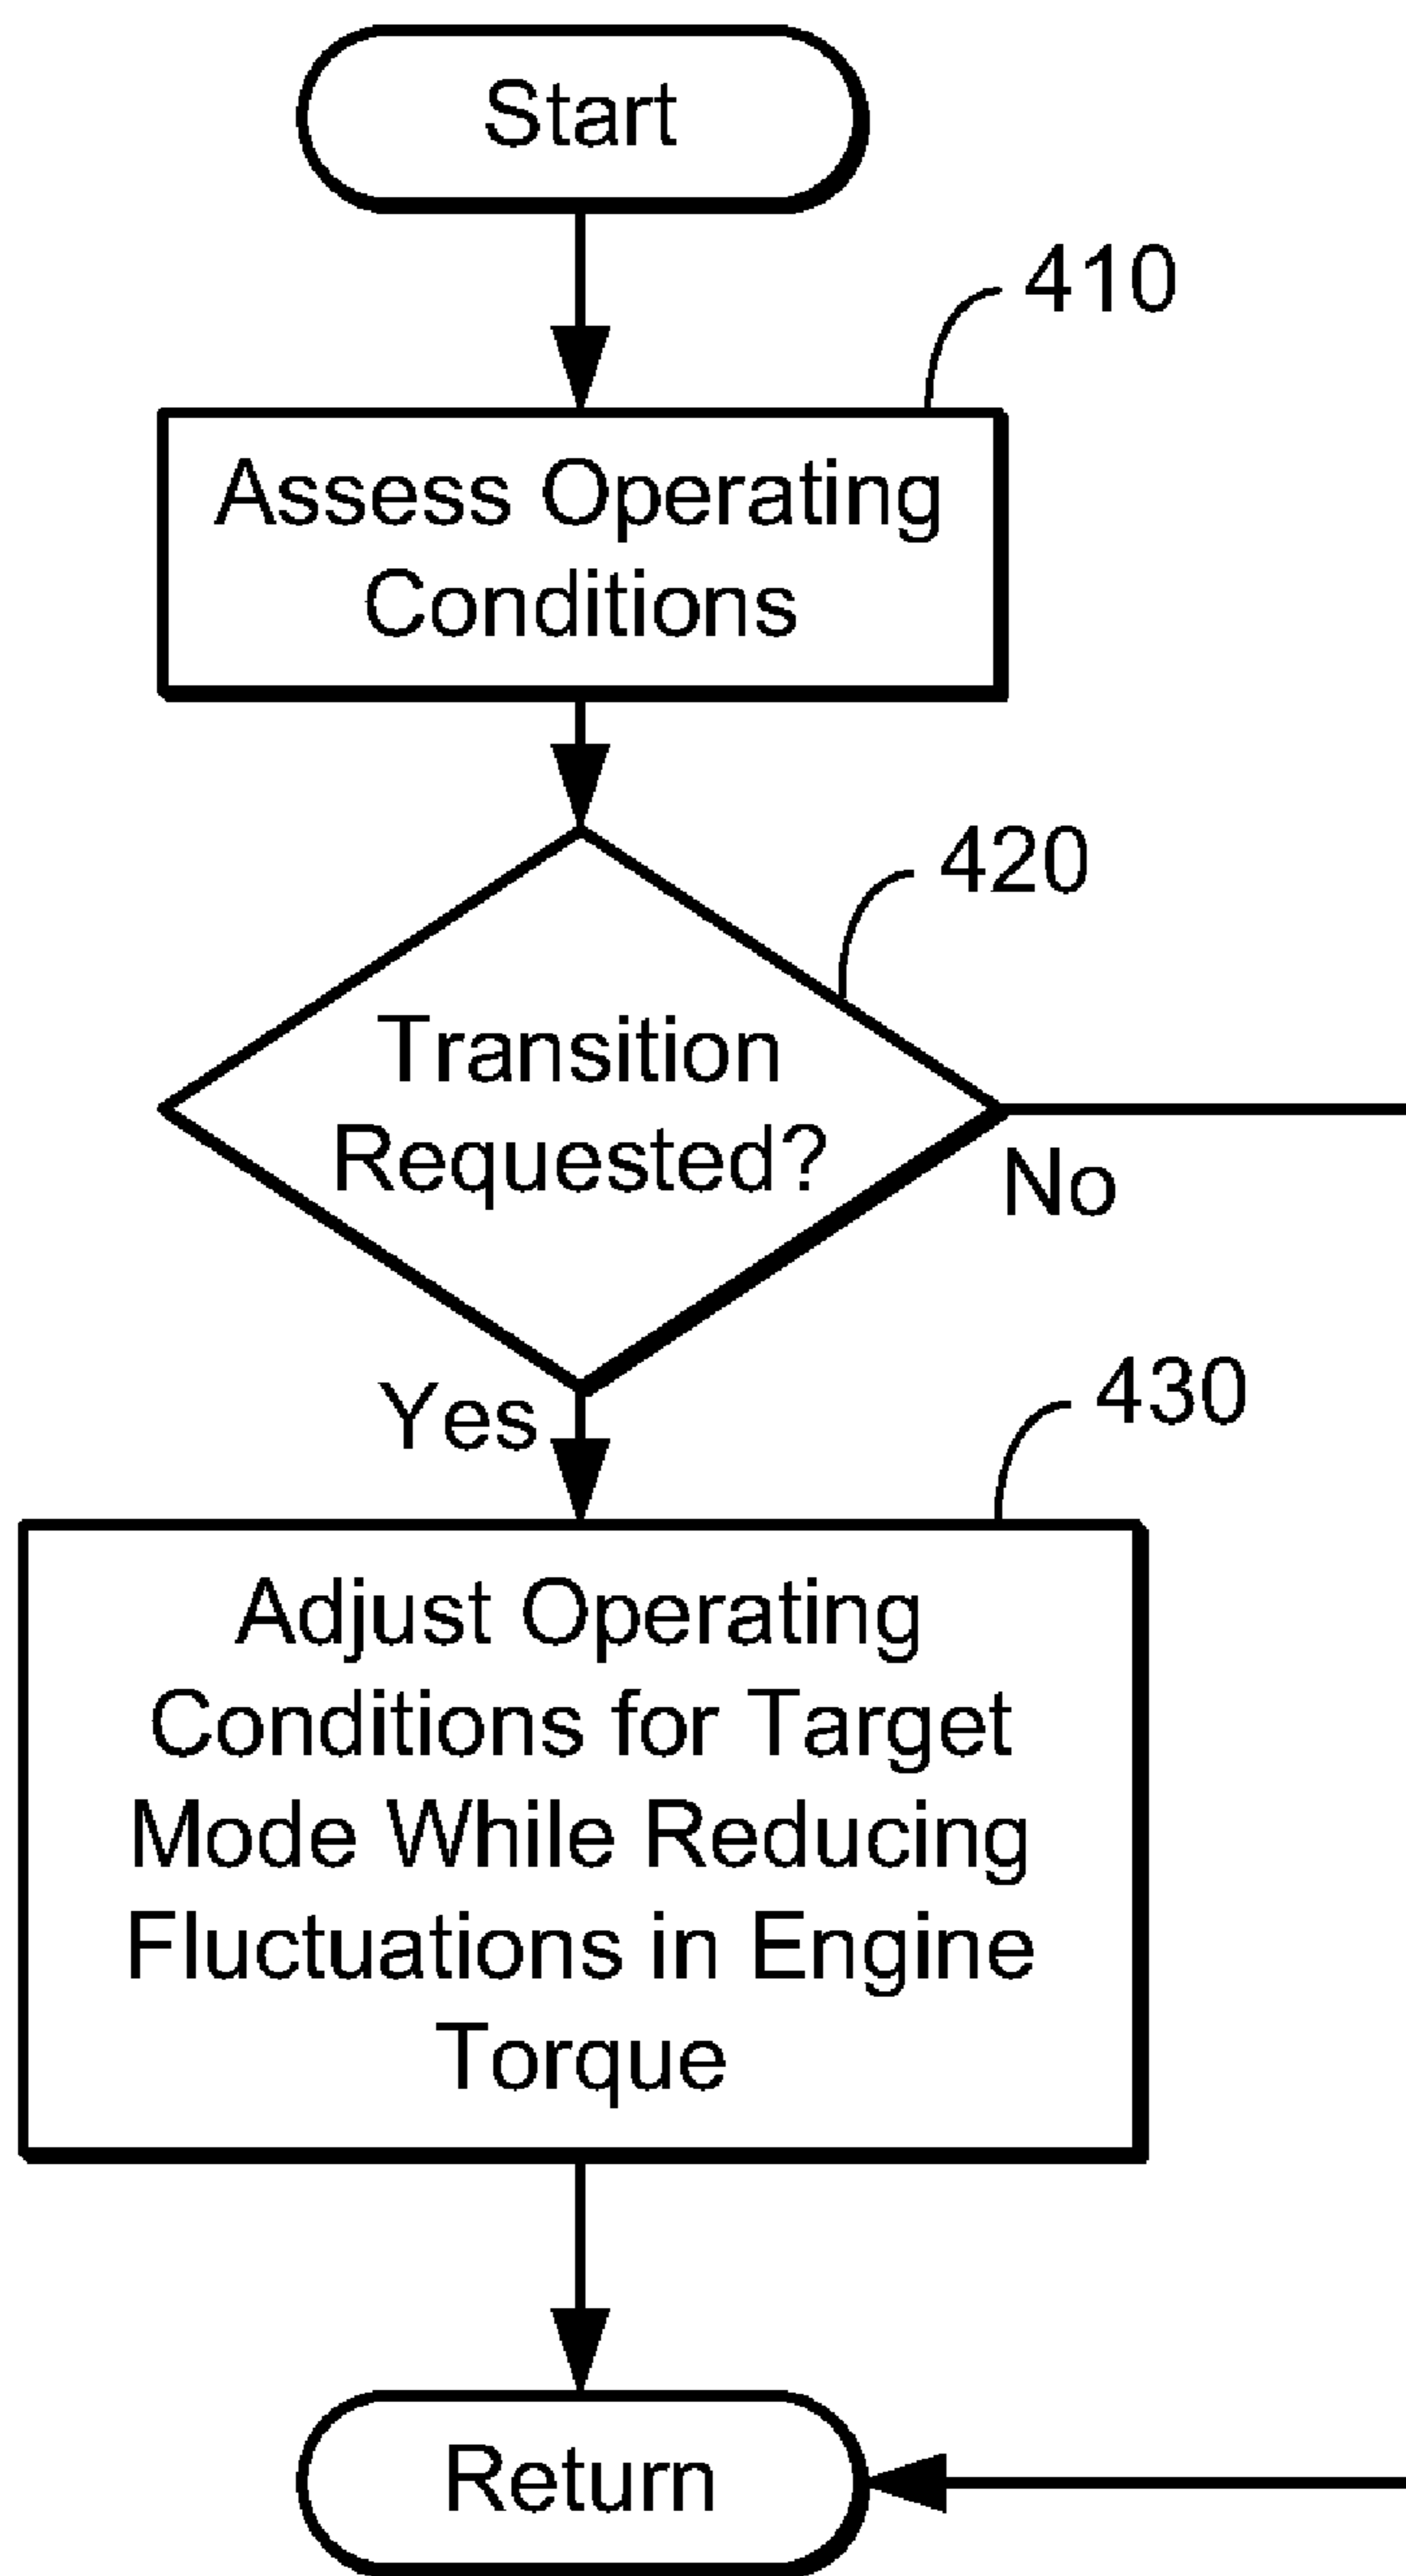 Start
410
Assess Operating
Conditions
420
Transition
Requested?
No
Yes
430
Adjust Operating
Conditions for Target
Mode While Reducing
Fluctuations in Engine
Torque
Return